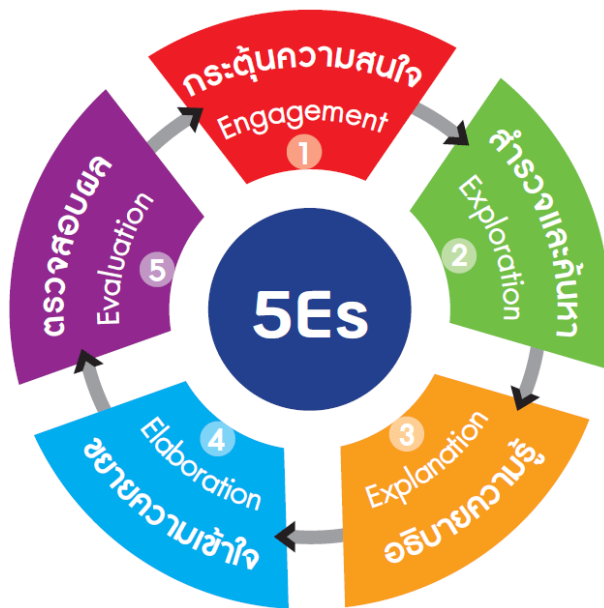 กระตุ้นความสนใจ
Engagement
1
สำรวจและค้นหา
Exploration
2
3
Explanation
อธิบายความรู้
4
Elaboration
ขยายความเข้าใจ
ตรวจสอบผล
Evaluation
5
5Es